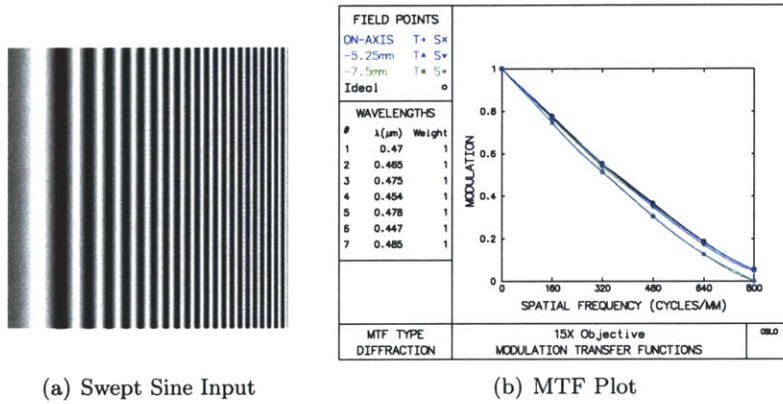 FIELD POINTS
ON-AXIS T+ S×
-5.25mm T▲ S▼
-7.5mm T■ S*
Ideal o
WAVELENGTHS
# λ(μm) Weight
1 0.47 1
2 0.465 1
3 0.475 1
4 0.454 1
5 0.478 1
6 0.447 1
7 0.485 1
MTF TYPE
DIFFRACTION
MODULATION
1
0.8
0.6
0.4
0.2
0
0 160 320 480 640 800
SPATIAL FREQUENCY (CYCLES/MM)
15X Objective
MODULATION TRANSFER FUNCTIONS
OSLO
(a) Swept Sine Input
(b) MTF Plot